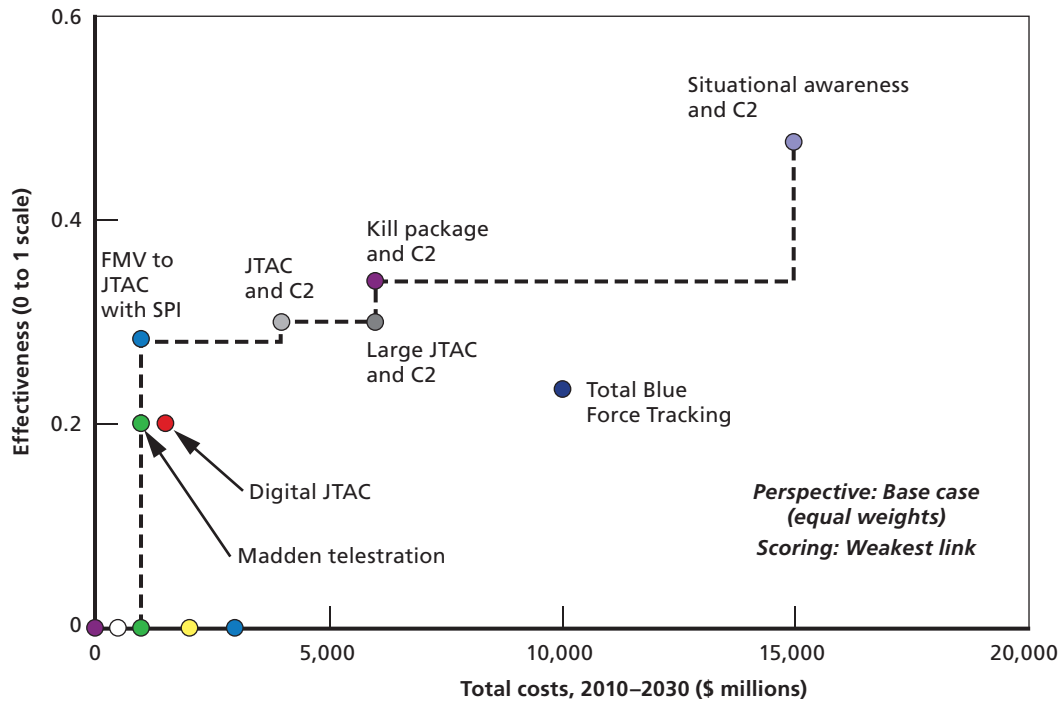 0.6
Situational awareness
and C2
Effectiveness (0 to 1 scale)
0.4
Kill package
and C2
FMV to
JTAC
with SPI
JTAC
and C2
Large JTAC
and C2
Total Blue
Force Tracking
0.2
Digital JTAC
Perspective: Base case
(equal weights)
Scoring: Weakest link
Madden telestration
0
0
5,000
10,000
15,000
20,000
Total costs, 2010–2030 ($ millions)